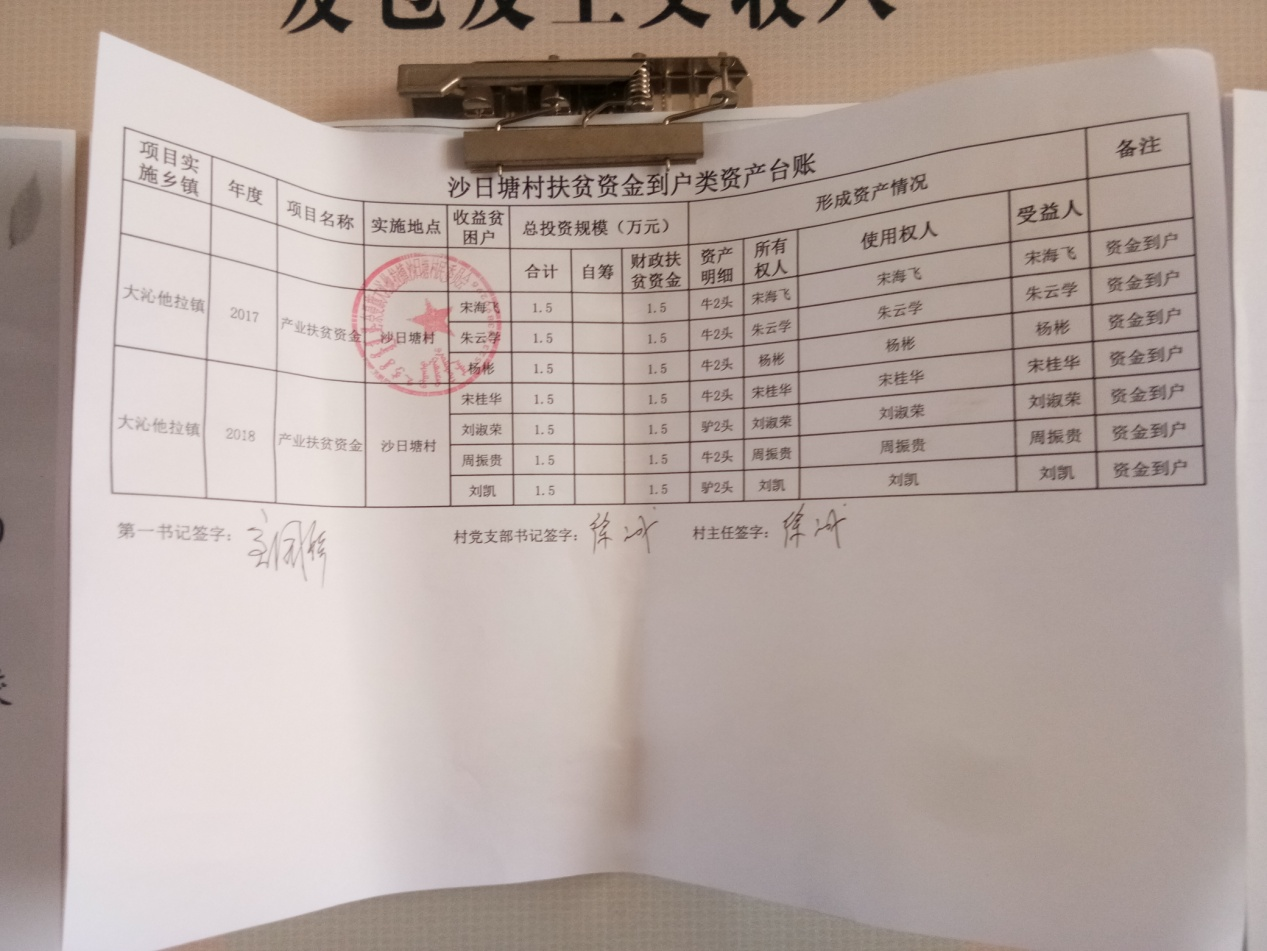 沙日塘村扶贫资金到户类资产台账
项目实施乡镇 年度 项目名称 实施地点 收益贫困户 总投资规模（万元） 形成资产情况 备注
合计 自筹 财政扶贫资金 资产明细 所有权人 使用权人 受益人
大沁他拉镇 2017 产业扶贫资金 沙日塘村 宋海飞 1.5 1.5 牛2头 宋海飞 宋海飞 宋海飞 资金到户
朱云学 1.5 1.5 牛2头 朱云学 朱云学 朱云学 资金到户
杨彬 1.5 1.5 牛2头 杨彬 杨彬 杨彬 资金到户
大沁他拉镇 2018 产业扶贫资金 沙日塘村 宋桂华 1.5 1.5 牛2头 宋桂华 宋桂华 宋桂华 资金到户
刘淑荣 1.5 1.5 驴2头 刘淑荣 刘淑荣 刘淑荣 资金到户
周振贵 1.5 1.5 牛2头 周振贵 周振贵 周振贵 资金到户
刘凯 1.5 1.5 驴2头 刘凯 刘凯 刘凯 资金到户
第一书记签字： 村党支部书记签字：徐冰 村主任签字：徐冰